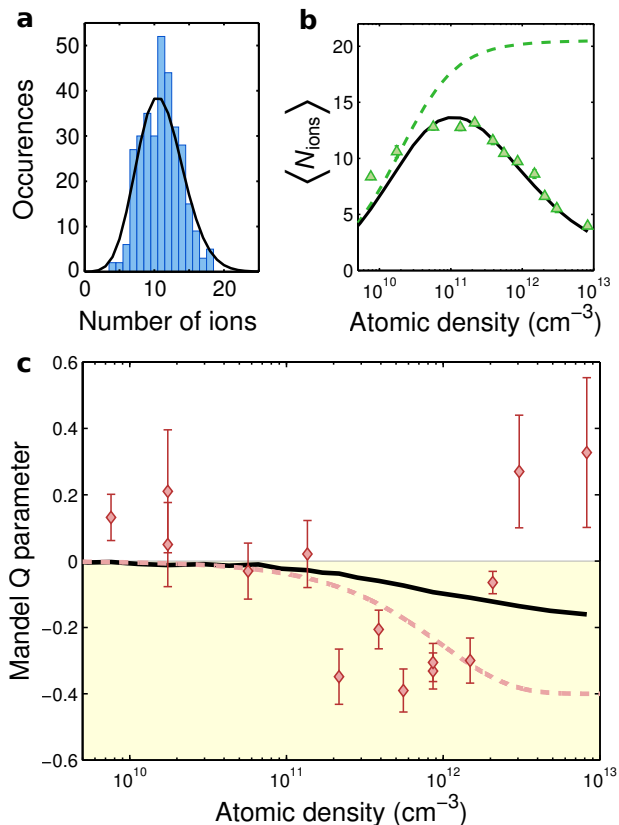 a
50
40
30
20
10
0
0 10 20
Occurences
Number of ions
b
20
15
10
5
0
10^10 10^11 10^12 10^13
⟨N_ions⟩
Atomic density (cm^−3)
c
0.6
0.4
0.2
0
−0.2
−0.4
−0.6
10^10 10^11 10^12 10^13
Mandel Q parameter
Atomic density (cm^−3)